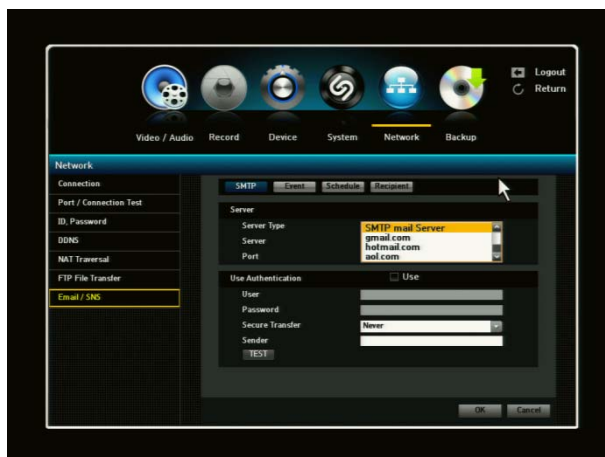 Logout
Return
Video / Audio Record Device System Network Backup
Network
Connection
Port / Connection Test
ID, Password
DDNS
NAT Traversal
FTP File Transfer
Email / SNS
SMTP Event Schedule Recipient
Server
Server Type SMTP mail Server
gmail.com
Server hotmail.com
Port aol.com
Use Authentication Use
User
Password
Secure Transfer Never
Sender
TEST
OK Cancel